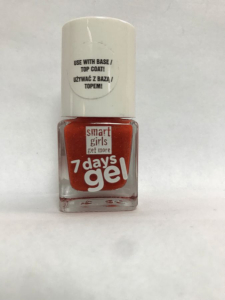 USE WITH BASE /
TOP COAT!
UŻYWAĆ Z BAZĄ /
TOPEM!
smart
girls
get more
7 days
gel